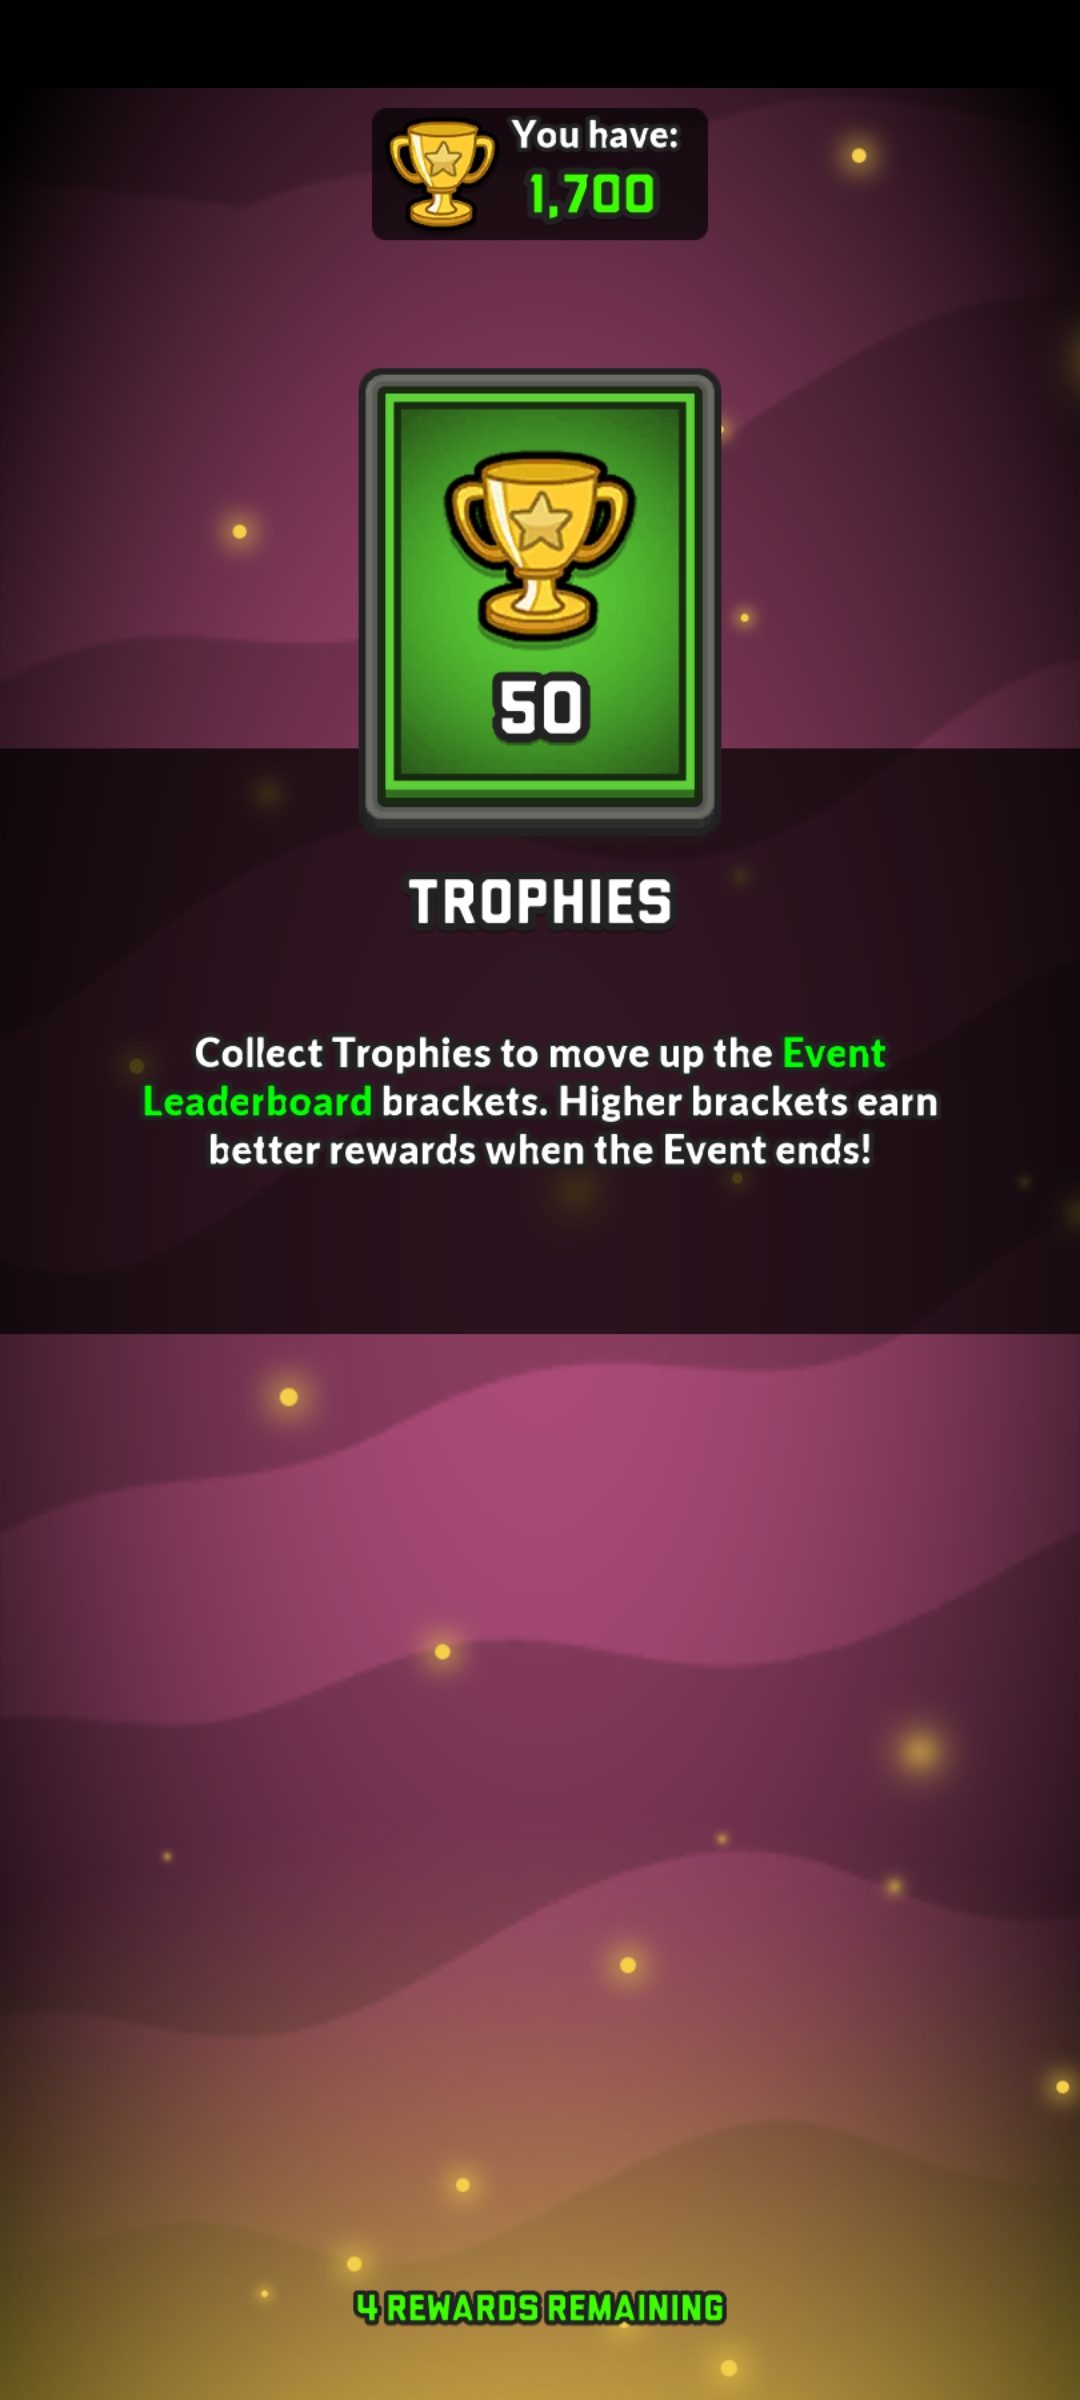 You have:
1,700
50
TROPHIES
Collect Trophies to move up the Event
Leaderboard brackets. Higher brackets earn
better rewards when the Event ends!
4 REWARDS REMAINING